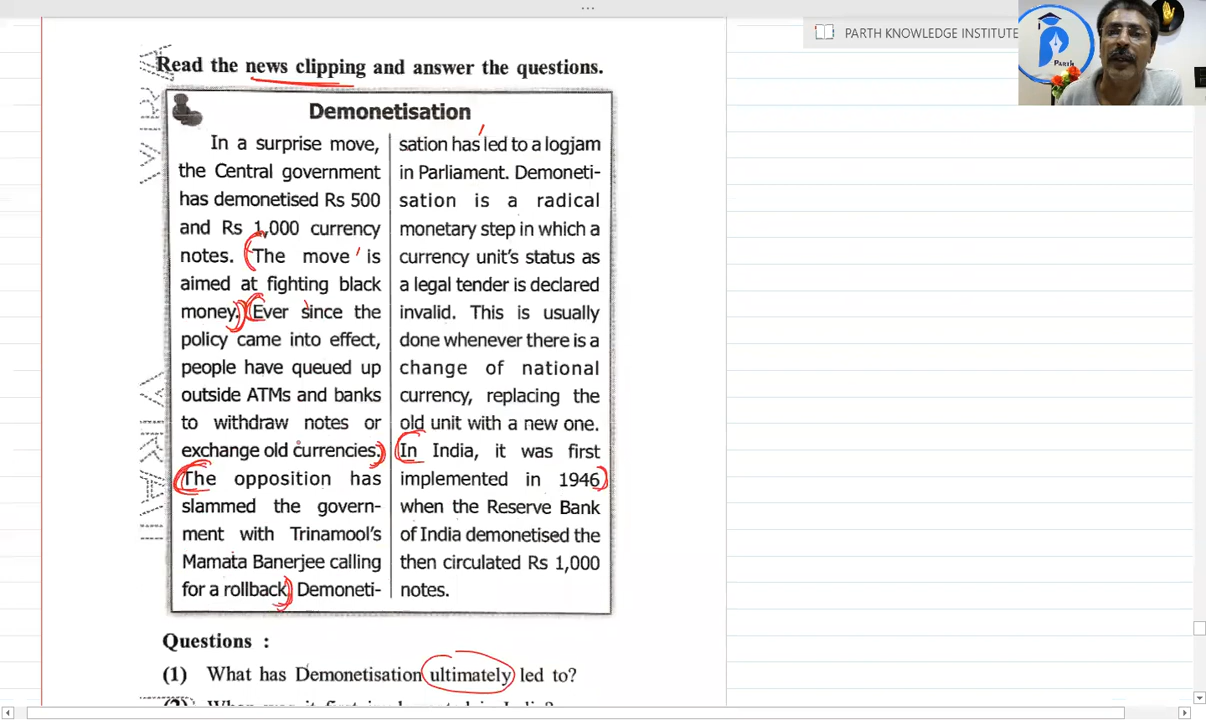 PARTH KNOWLEDGE INSTITUTE
Parth
Read the news clipping and answer the questions.
Demonetisation
In a surprise move,
the Central government
has demonetised Rs 500
and Rs 1,000 currency
notes. The move is
aimed at fighting black
money. Ever since the
policy came into effect,
people have queued up
outside ATMs and banks
to withdraw notes or
exchange old currencies.
The opposition has
slammed the govern-
ment with Trinamool's
Mamata Banerjee calling
for a rollback. Demoneti-
sation has led to a logjam
in Parliament. Demoneti-
sation is a radical
monetary step in which a
currency unit's status as
a legal tender is declared
invalid. This is usually
done whenever there is a
change of national
currency, replacing the
old unit with a new one.
In India, it was first
implemented in 1946
when the Reserve Bank
of India demonetised the
then circulated Rs 1,000
notes.
Questions :
(1) What has Demonetisation ultimately led to?